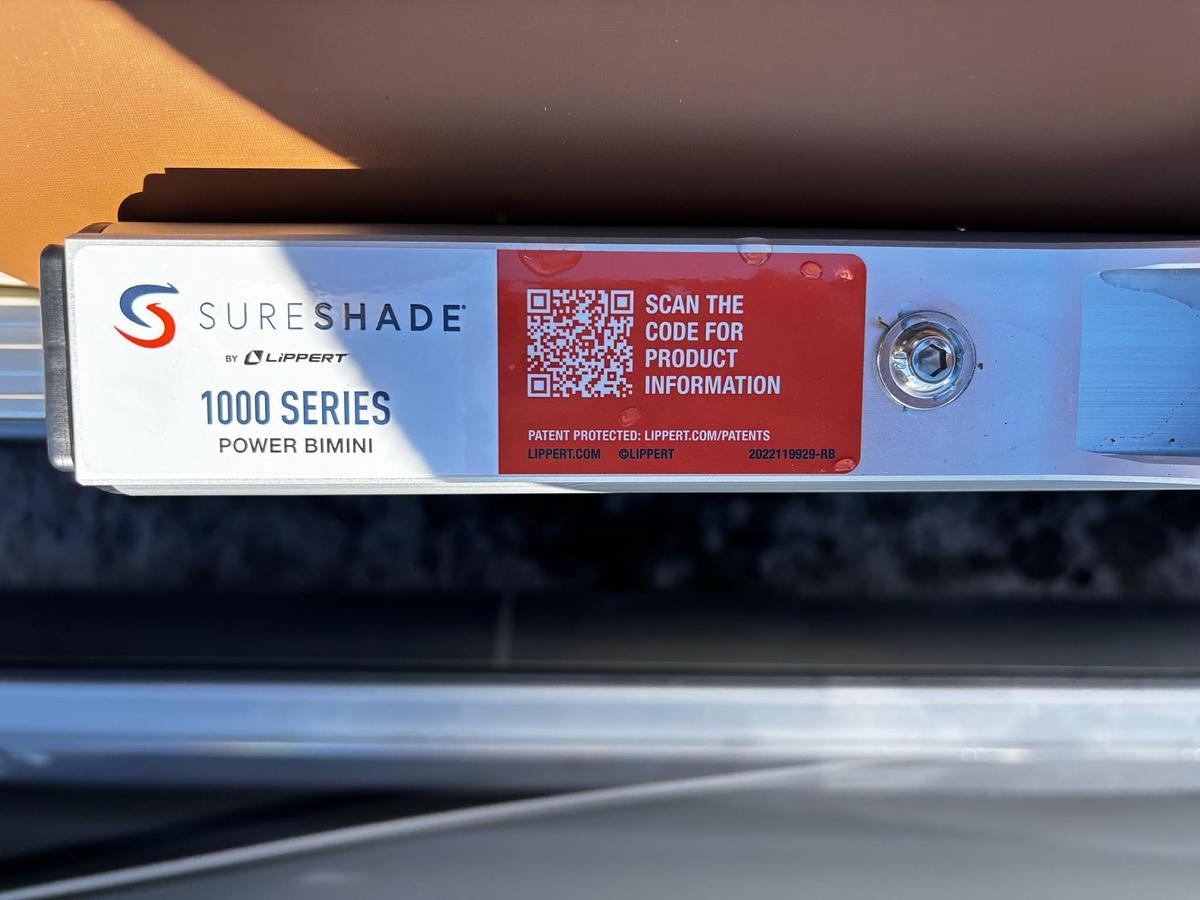 SURESHADE®
BY LIPPERT
1000 SERIES
POWER BIMINI
SCAN THE
CODE FOR
PRODUCT
INFORMATION
PATENT PROTECTED: LIPPERT.COM/PATENTS
LIPPERT.COM ©LIPPERT 2022119929-RB